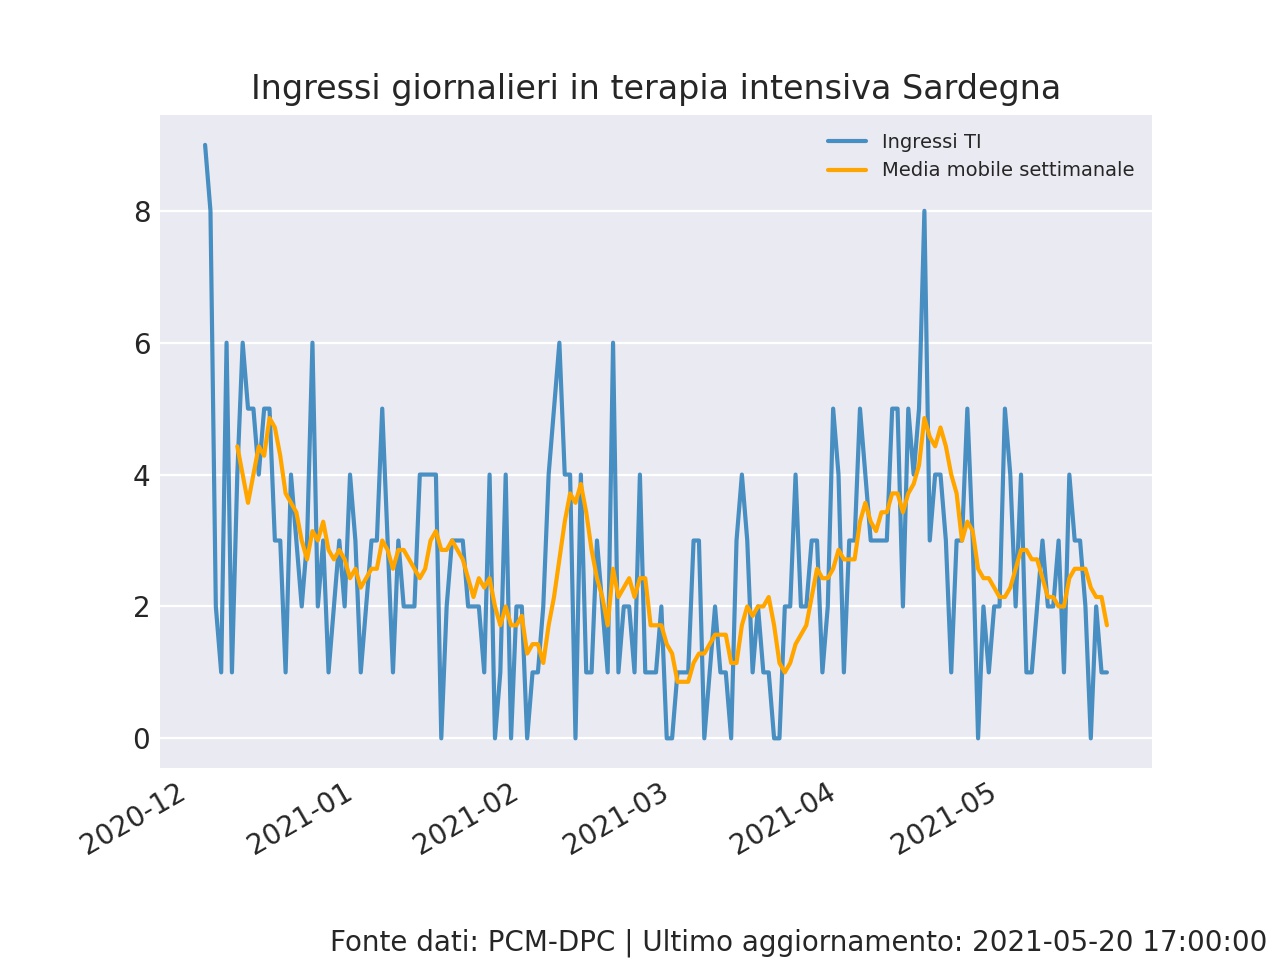 Ingressi giornalieri in terapia intensiva Sardegna
Ingressi TI
Media mobile settimanale
8
6
4
2
0
2020-12
2021-01
2021-02
2021-03
2021-04
2021-05
Fonte dati: PCM-DPC | Ultimo aggiornamento: 2021-05-20 17:00:00